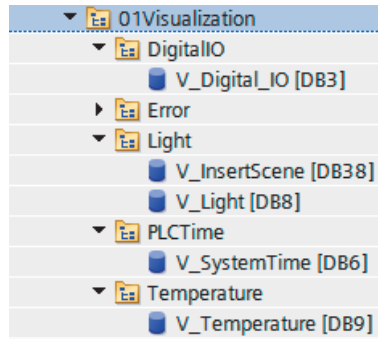 01Visualization
DigitalIO
V_Digital_IO [DB3]
Error
Light
V_InsertScene [DB38]
V_Light [DB8]
PLCTime
V_SystemTime [DB6]
Temperature
V_Temperature [DB9]